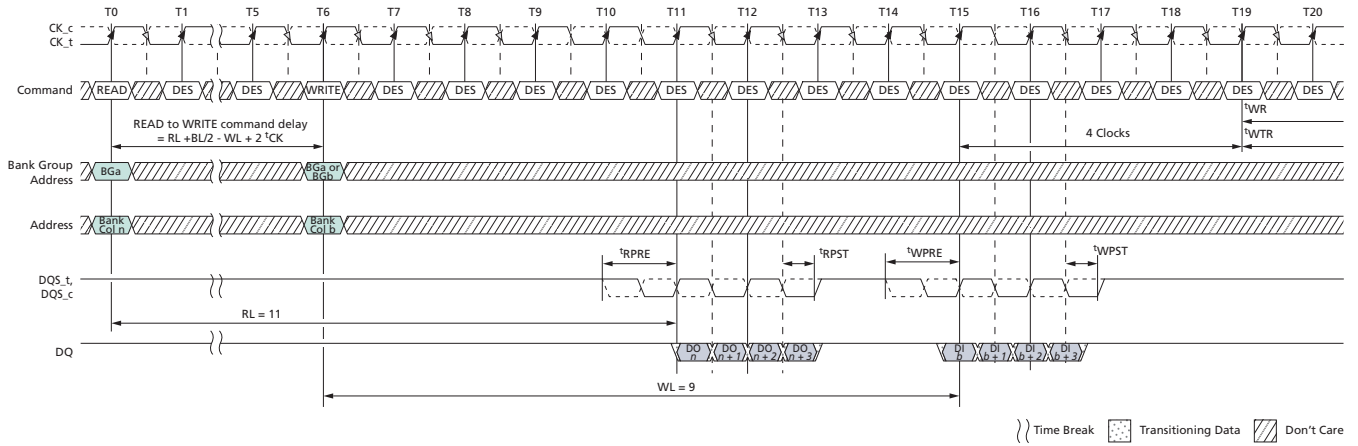 T0 T1 T5 T6 T7 T8 T9 T10 T11 T12 T13 T14 T15 T16 T17 T18 T19 T20
CK_c
CK_t
Command READ DES DES WRITE DES DES DES DES DES DES DES DES DES DES DES DES DES DES
READ to WRITE command delay
= RL +BL/2 - WL + 2 tCK
tWR
4 Clocks tWTR
Bank Group
Address
BGa
BGa or
BGb
Address
Bank
Col n
Bank
Col b
tRPRE tRPST tWPRE tWPST
DQS_t,
DQS_c
RL = 11
DQ
DO
n
DO
n + 1
DO
n + 2
DO
n + 3
DI
b
DI
b + 1
DI
b + 2
DI
b + 3
WL = 9
Time Break Transitioning Data Don't Care